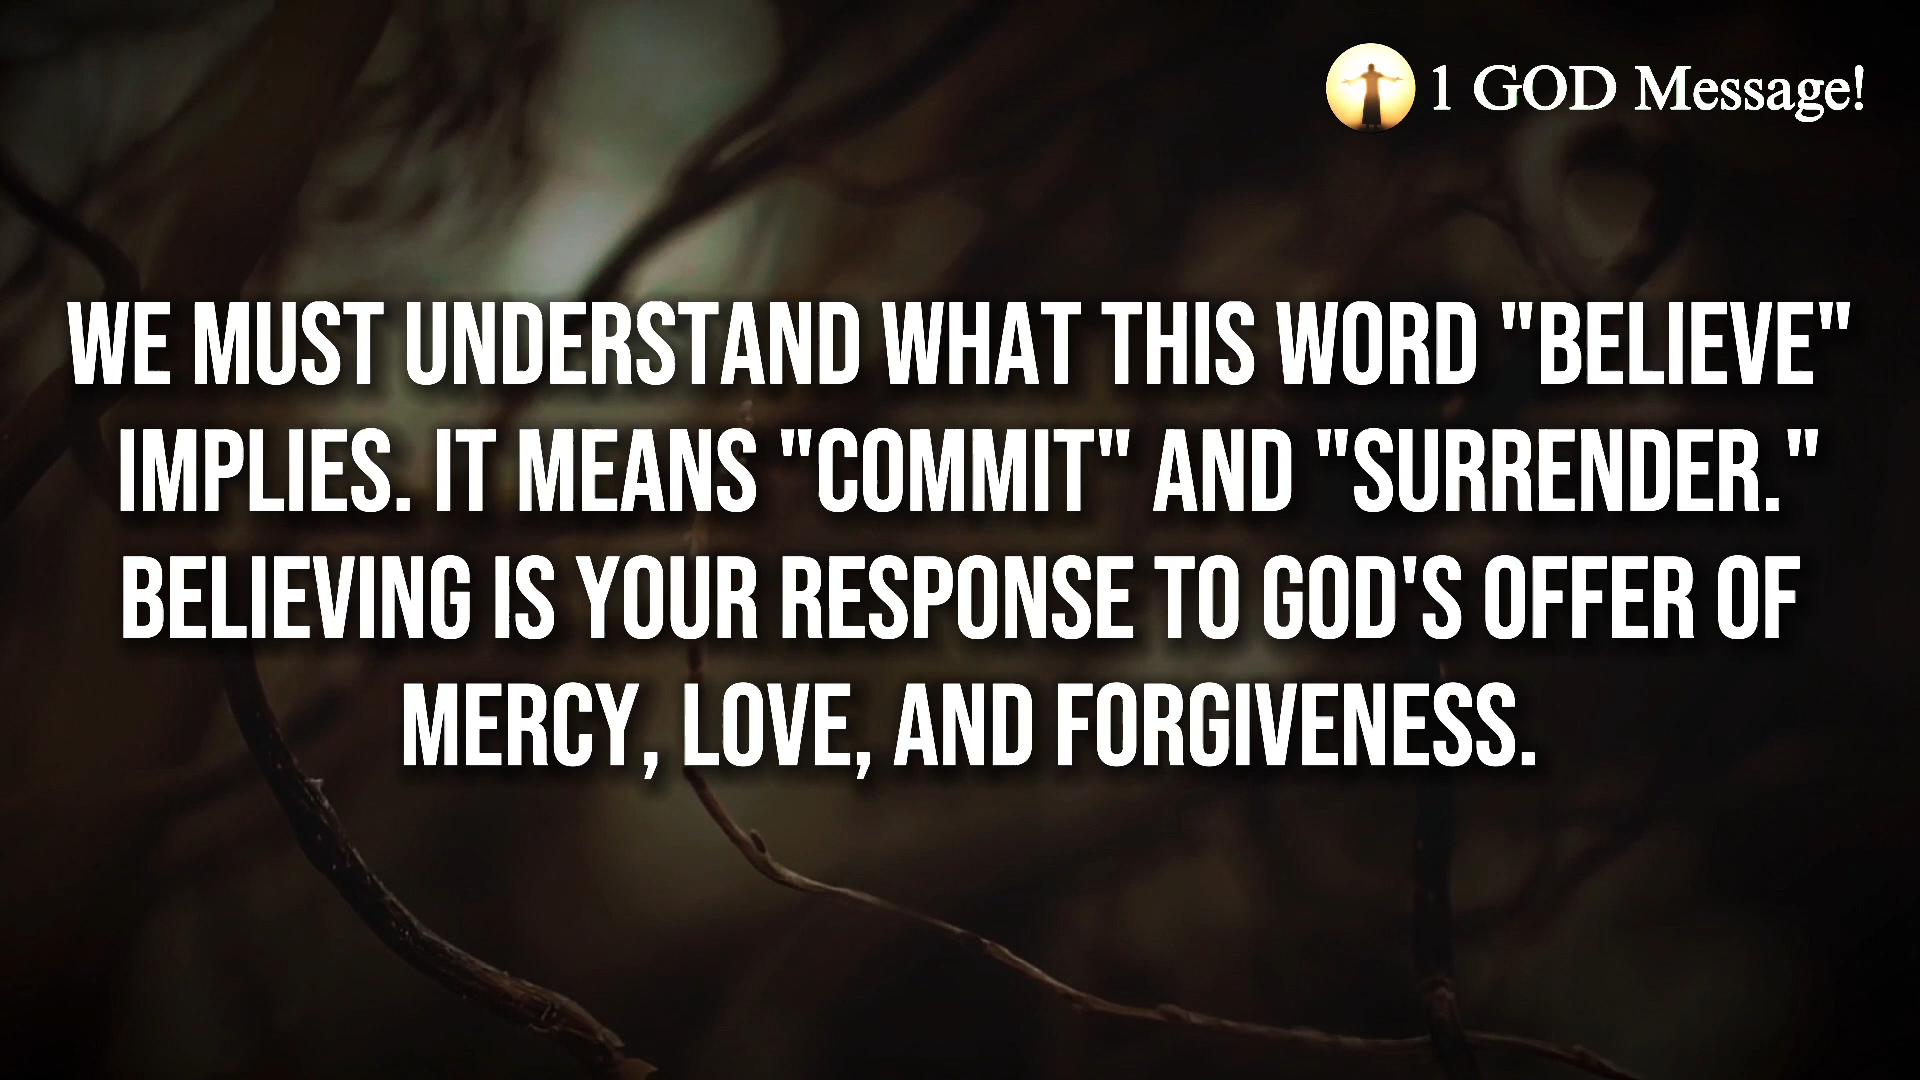 1 GOD Message!
WE MUST UNDERSTAND WHAT THIS WORD "BELIEVE"
IMPLIES. IT MEANS "COMMIT" AND "SURRENDER."
BELIEVING IS YOUR RESPONSE TO GOD'S OFFER OF
MERCY, LOVE, AND FORGIVENESS.